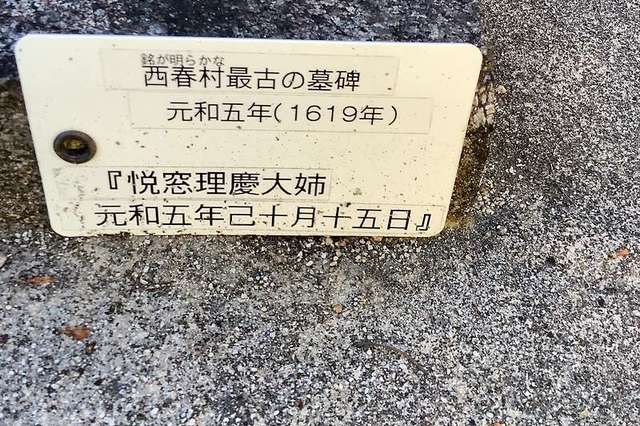 銘が明らかな
西春村最古の墓碑
元和五年(1619年)
『悦窓理慶大姉
元和五年己十月十五日』